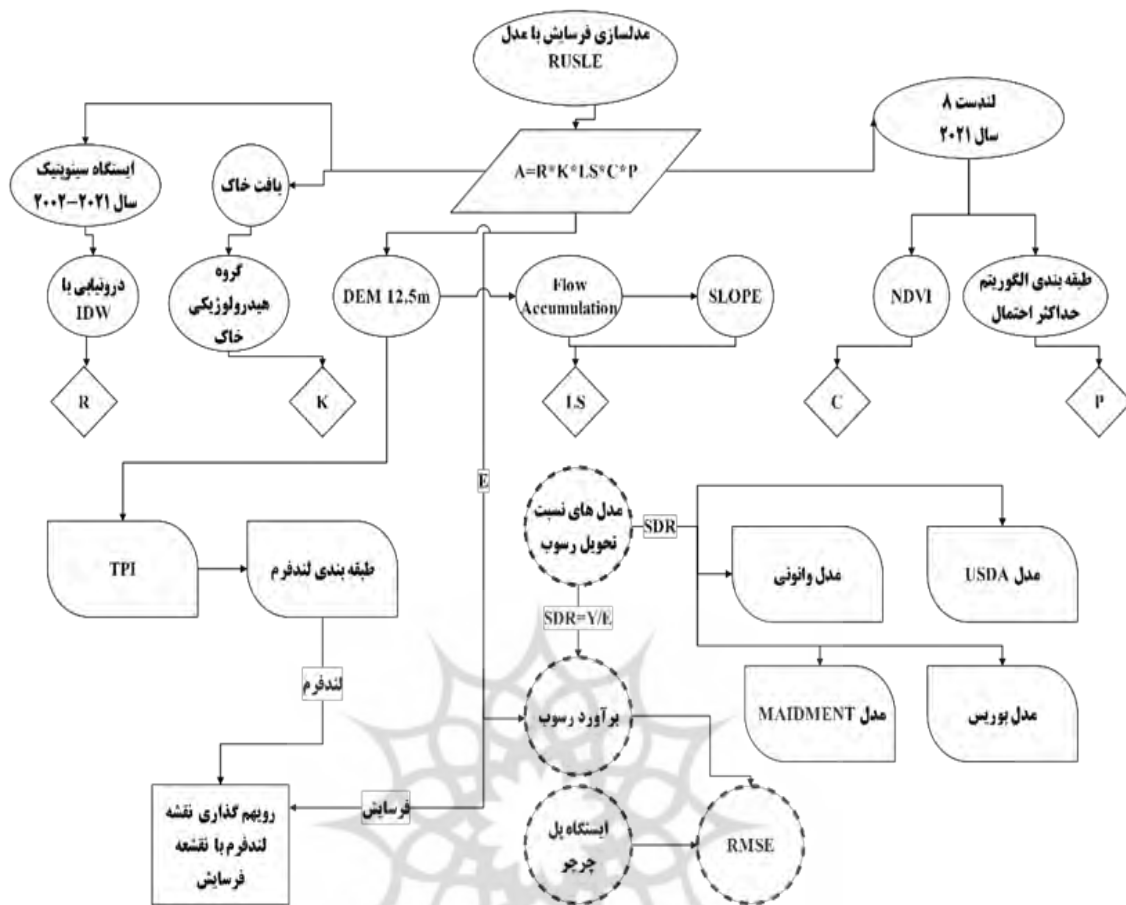 مدلسازی فرسایش با مدل
RUSLE
لندست ۸
سال ۲۰۲۱
ایستگاه سینوپتیک
سال ۲۰۲۱-۲۰۰۲
بافت خاک
A=R*K*LS*C*P
درونیابی با
IDW
گروه
هیدرولوژیکی
خاک
DEM 12.5m
Flow
Accumulation
SLOPE
NDVI
طبقه بندی الگوریتم
حداکثر احتمال
R
K
LS
C
P
E
TPI
طبقه بندی لندفرم
مدل های نسبت
تحویل رسوب
SDR
مدل وانونی
مدل USDA
SDR=Y/E
لندفرم
برآورد رسوب
مدل MAIDMENT
مدل بوریس
رویهم گذاری نقشه
لندفرم با نقشعه
فرسایش
فرسایش
ایستگاه پل
چرچر
RMSE